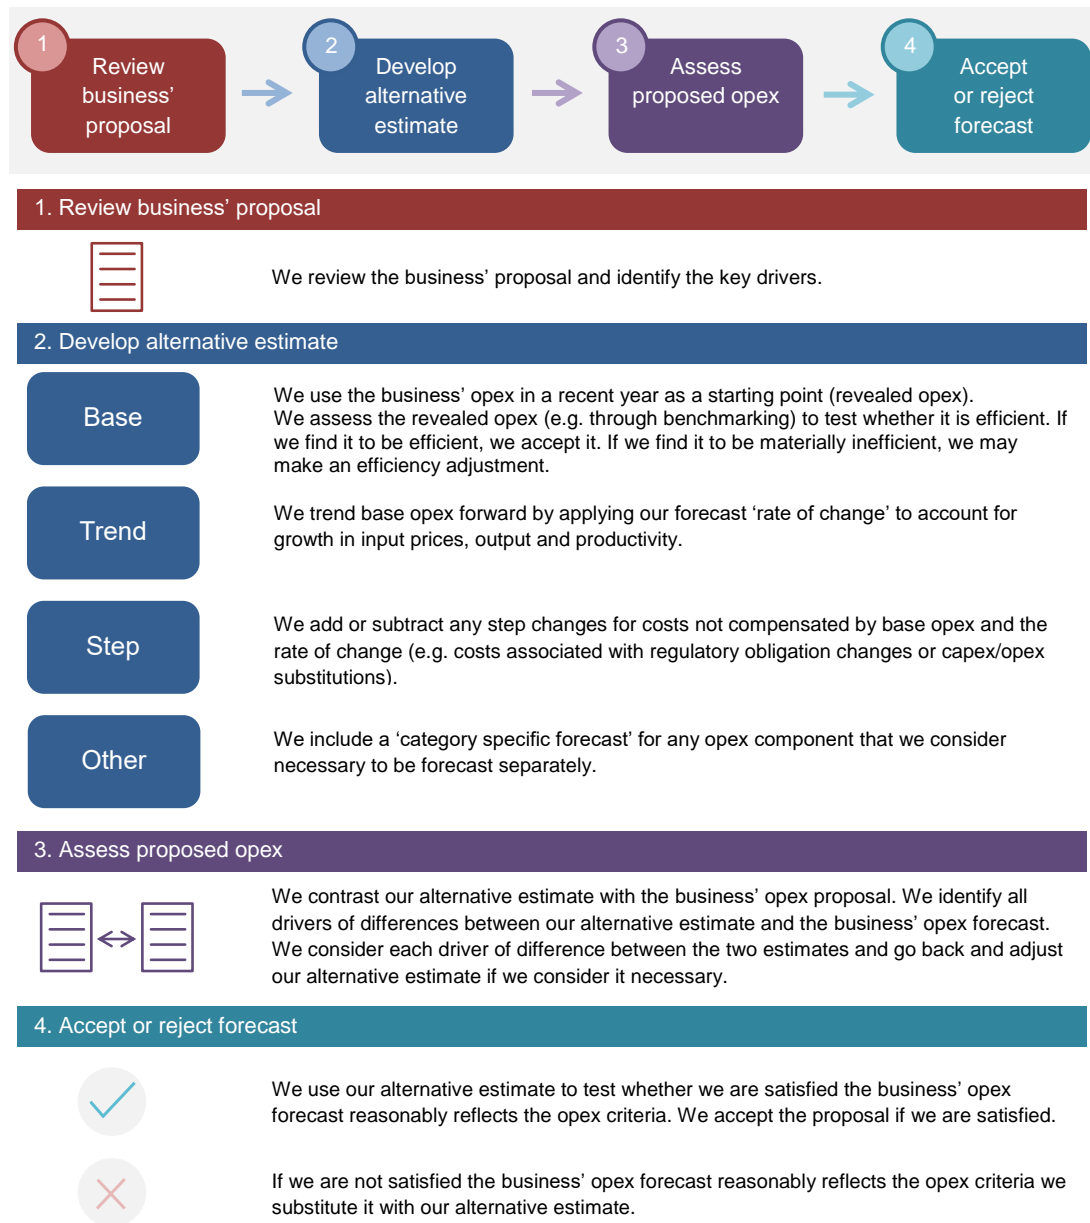 1
Review
business’
proposal
2
Develop
alternative
estimate
3
Assess
proposed opex
4
Accept
or reject
forecast
1. Review business’ proposal
We review the business’ proposal and identify the key drivers.
2. Develop alternative estimate
Base
We use the business’ opex in a recent year as a starting point (revealed opex).
We assess the revealed opex (e.g. through benchmarking) to test whether it is efficient. If
we find it to be efficient, we accept it. If we find it to be materially inefficient, we may
make an efficiency adjustment.
Trend
We trend base opex forward by applying our forecast ‘rate of change’ to account for
growth in input prices, output and productivity.
Step
We add or subtract any step changes for costs not compensated by base opex and the
rate of change (e.g. costs associated with regulatory obligation changes or capex/opex
substitutions).
Other
We include a ‘category specific forecast’ for any opex component that we consider
necessary to be forecast separately.
3. Assess proposed opex
We contrast our alternative estimate with the business’ opex proposal. We identify all
drivers of differences between our alternative estimate and the business’ opex forecast.
We consider each driver of difference between the two estimates and go back and adjust
our alternative estimate if we consider it necessary.
4. Accept or reject forecast
We use our alternative estimate to test whether we are satisfied the business’ opex
forecast reasonably reflects the opex criteria. We accept the proposal if we are satisfied.
If we are not satisfied the business’ opex forecast reasonably reflects the opex criteria we
substitute it with our alternative estimate.